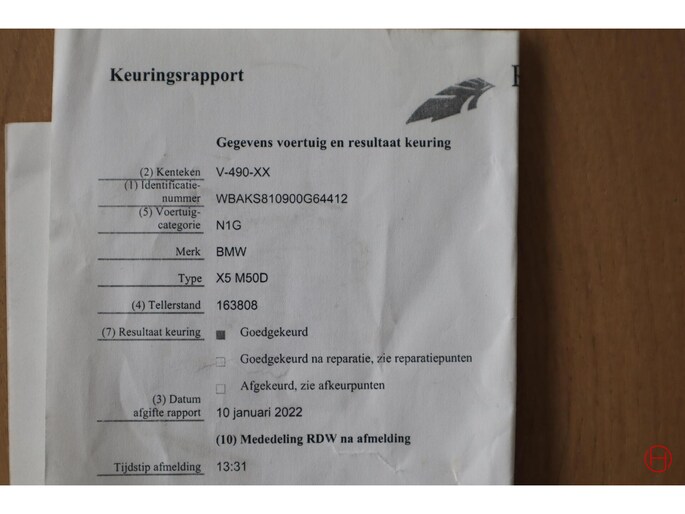 Keuringsrapport
Gegevens voertuig en resultaat keuring
(2) Kenteken V-490-XX
(1) Identificatie-
nummer WBAKS810900G64412
(5) Voertuig-
categorie N1G
Merk BMW
Type X5 M50D
(4) Tellerstand 163808
(7) Resultaat keuring Goedgekeurd
Goedgekeurd na reparatie, zie reparatiepunten
Afgekeurd, zie afkeurpunten
(3) Datum
afgifte rapport 10 januari 2022
(10) Mededeling RDW na afmelding
Tijdstip afmelding 13:31